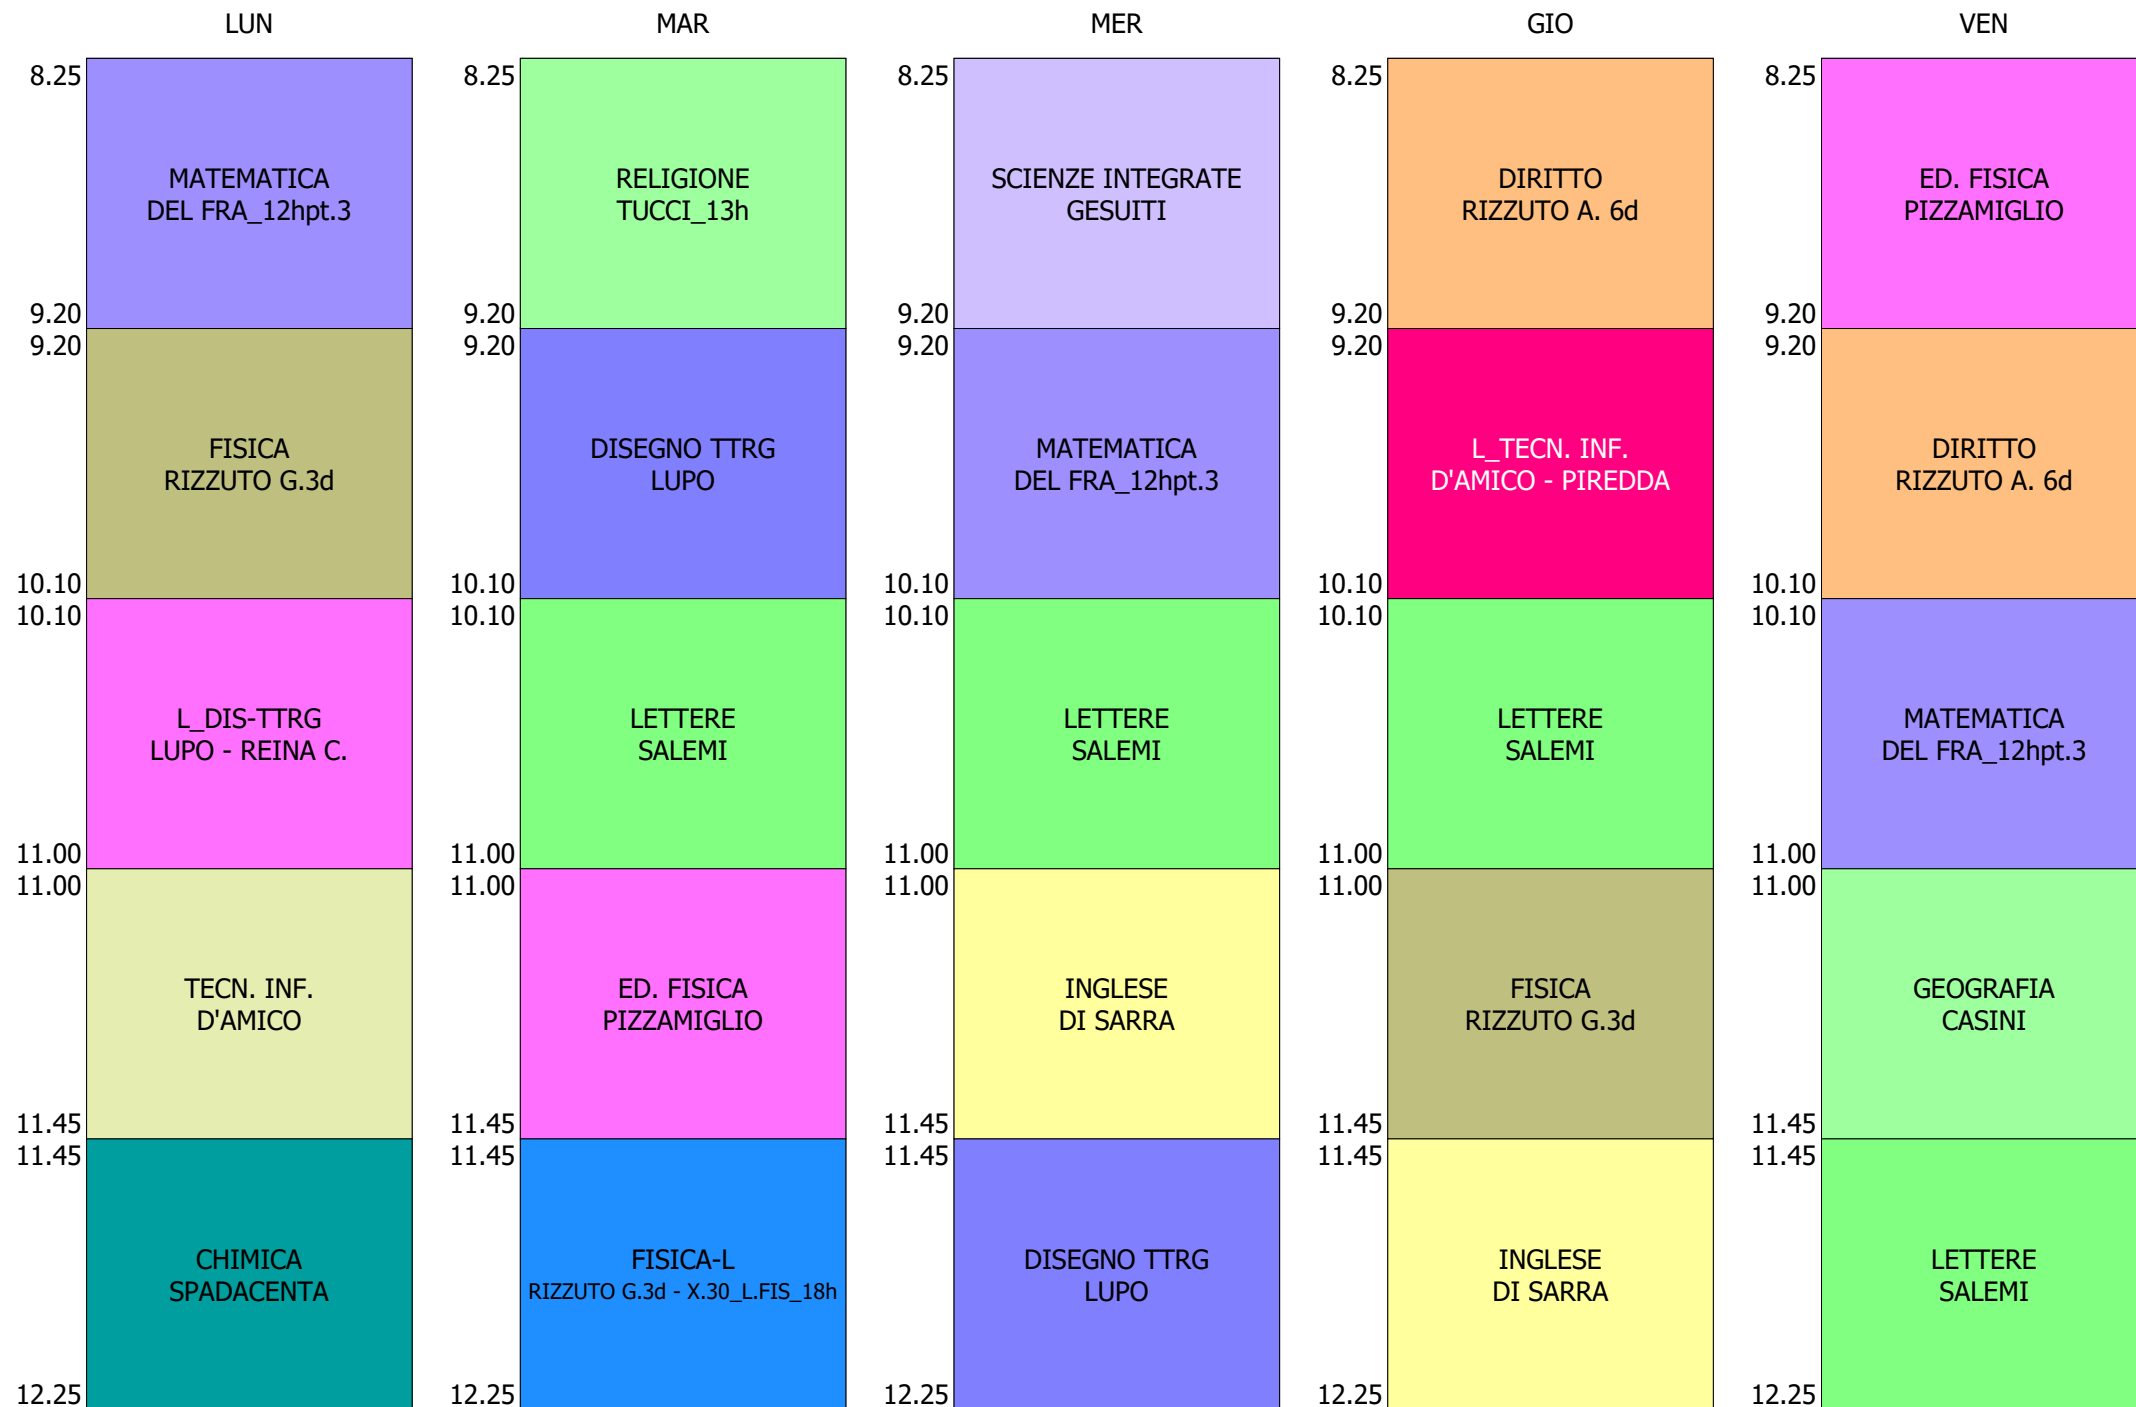 LUN
MAR
MER
GIO
VEN
8.25
MATEMATICA
DEL FRA_12hpt.3
9.20
8.25
RELIGIONE
TUCCI_13h
9.20
8.25
SCIENZE INTEGRATE
GESUITI
9.20
8.25
DIRITTO
RIZZUTO A. 6d
9.20
8.25
ED. FISICA
PIZZAMIGLIO
9.20
9.20
FISICA
RIZZUTO G.3d
10.10
9.20
DISEGNO TTRG
LUPO
10.10
9.20
MATEMATICA
DEL FRA_12hpt.3
10.10
9.20
L_TECN. INF.
D'AMICO - PIREDDA
10.10
9.20
DIRITTO
RIZZUTO A. 6d
10.10
10.10
L_DIS-TTRG
LUPO - REINA C.
11.00
10.10
LETTERE
SALEMI
11.00
10.10
LETTERE
SALEMI
11.00
10.10
LETTERE
SALEMI
11.00
10.10
MATEMATICA
DEL FRA_12hpt.3
11.00
11.00
TECN. INF.
D'AMICO
11.45
11.00
ED. FISICA
PIZZAMIGLIO
11.45
11.00
INGLESE
DI SARRA
11.45
11.00
FISICA
RIZZUTO G.3d
11.45
11.00
GEOGRAFIA
CASINI
11.45
11.45
CHIMICA
SPADACENTA
12.25
11.45
FISICA-L
RIZZUTO G.3d - X.30_L.FIS_18h
12.25
11.45
DISEGNO TTRG
LUPO
12.25
11.45
INGLESE
DI SARRA
12.25
11.45
LETTERE
SALEMI
12.25